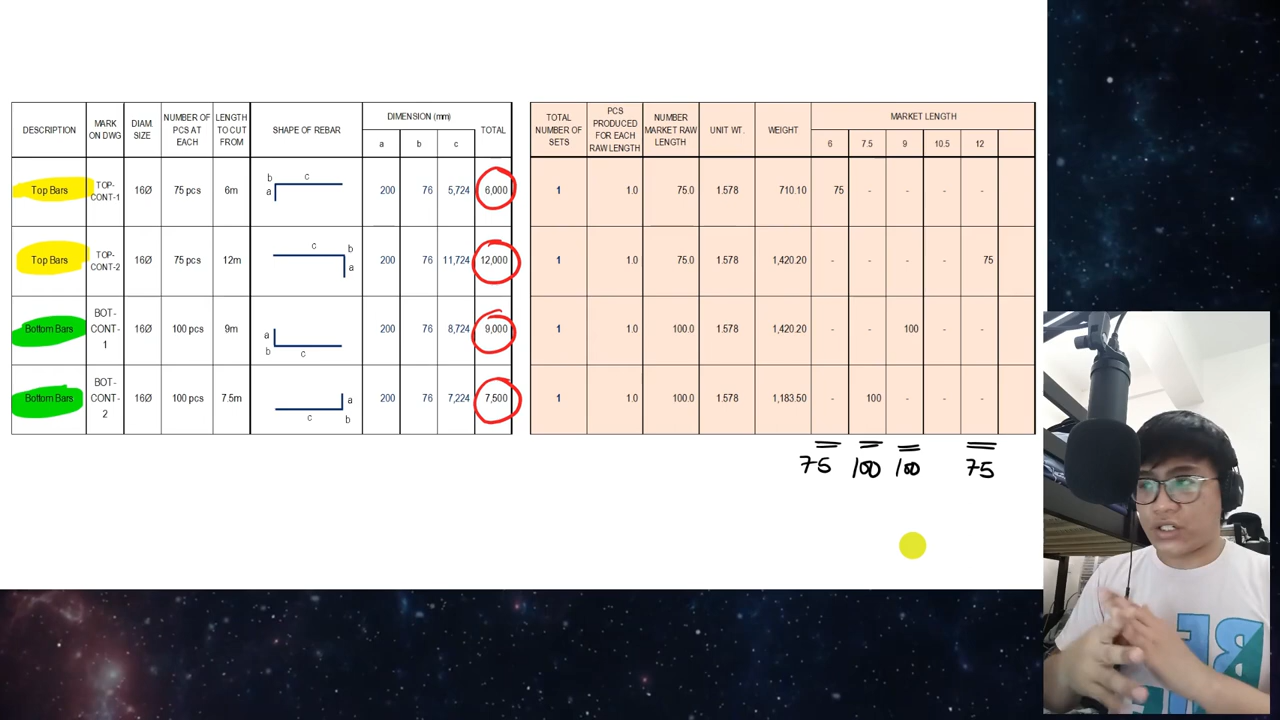 DESCRIPTION MARK ON DWG DIAM. SIZE NUMBER OF PCS AT EACH LENGTH TO CUT FROM SHAPE OF REBAR DIMENSION (mm) a b c TOTAL
Top Bars TOP-CONT-1 16Ø 75 pcs 6m b c a 200 76 5,724 6,000
Top Bars TOP-CONT-2 16Ø 75 pcs 12m c b a 200 76 11,724 12,000
Bottom Bars BOT-CONT-1 16Ø 100 pcs 9m a b c 200 76 8,724 9,000
Bottom Bars BOT-CONT-2 16Ø 100 pcs 7.5m a c b 200 76 7,224 7,500
TOTAL NUMBER OF SETS PCS PRODUCED FOR EACH RAW LENGTH NUMBER MARKET RAW LENGTH UNIT WT. WEIGHT MARKET LENGTH 6 7.5 9 10.5 12
1 1.0 75.0 1.578 710.10 75 - - - -
1 1.0 75.0 1.578 1,420.20 - - - - 75
1 1.0 100.0 1.578 1,420.20 - - 100 - -
1 1.0 100.0 1.578 1,183.50 - 100 - - -
75 100 100 75